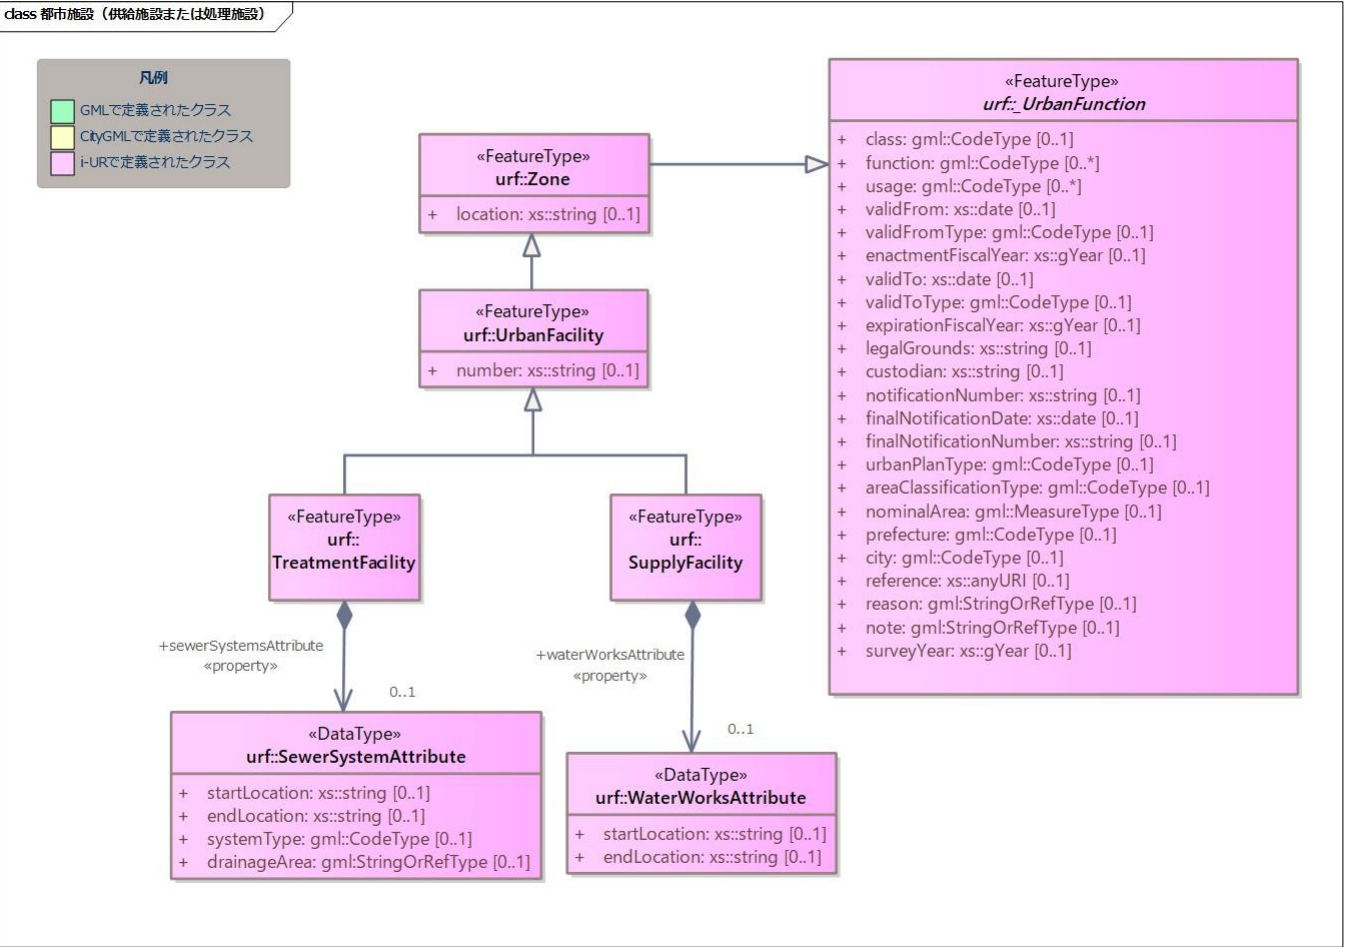 class 都市施設（供給施設または処理施設）
凡例
GMLで定義されたクラス
CityGMLで定義されたクラス
i-URで定義されたクラス
«FeatureType»
urf::Zone
+ location: xs::string [0..1]
«FeatureType»
urf::UrbanFacility
+ number: xs::string [0..1]
«FeatureType»
urf::
TreatmentFacility
«FeatureType»
urf::
SupplyFacility
+sewerSystemsAttribute
«property»
0..1
+waterWorksAttribute
«property»
0..1
«DataType»
urf::SewerSystemAttribute
+ startLocation: xs::string [0..1]
+ endLocation: xs::string [0..1]
+ systemType: gml::CodeType [0..1]
+ drainageArea: gml:StringOrRefType [0..1]
«DataType»
urf::WaterWorksAttribute
+ startLocation: xs::string [0..1]
+ endLocation: xs::string [0..1]
«FeatureType»
urf::_UrbanFunction
+ class: gml::CodeType [0..1]
+ function: gml::CodeType [0..*]
+ usage: gml::CodeType [0..*]
+ validFrom: xs::date [0..1]
+ validFromType: gml::CodeType [0..1]
+ enactmentFiscalYear: xs::gYear [0..1]
+ validTo: xs::date [0..1]
+ validToType: gml::CodeType [0..1]
+ expirationFiscalYear: xs::gYear [0..1]
+ legalGrounds: xs::string [0..1]
+ custodian: xs::string [0..1]
+ notificationNumber: xs::string [0..1]
+ finalNotificationDate: xs::date [0..1]
+ finalNotificationNumber: xs::string [0..1]
+ urbanPlanType: gml::CodeType [0..1]
+ areaClassificationType: gml::CodeType [0..1]
+ nominalArea: gml::MeasureType [0..1]
+ prefecture: gml::CodeType [0..1]
+ city: gml::CodeType [0..1]
+ reference: xs::anyURI [0..1]
+ reason: gml:StringOrRefType [0..1]
+ note: gml:StringOrRefType [0..1]
+ surveyYear: xs::gYear [0..1]